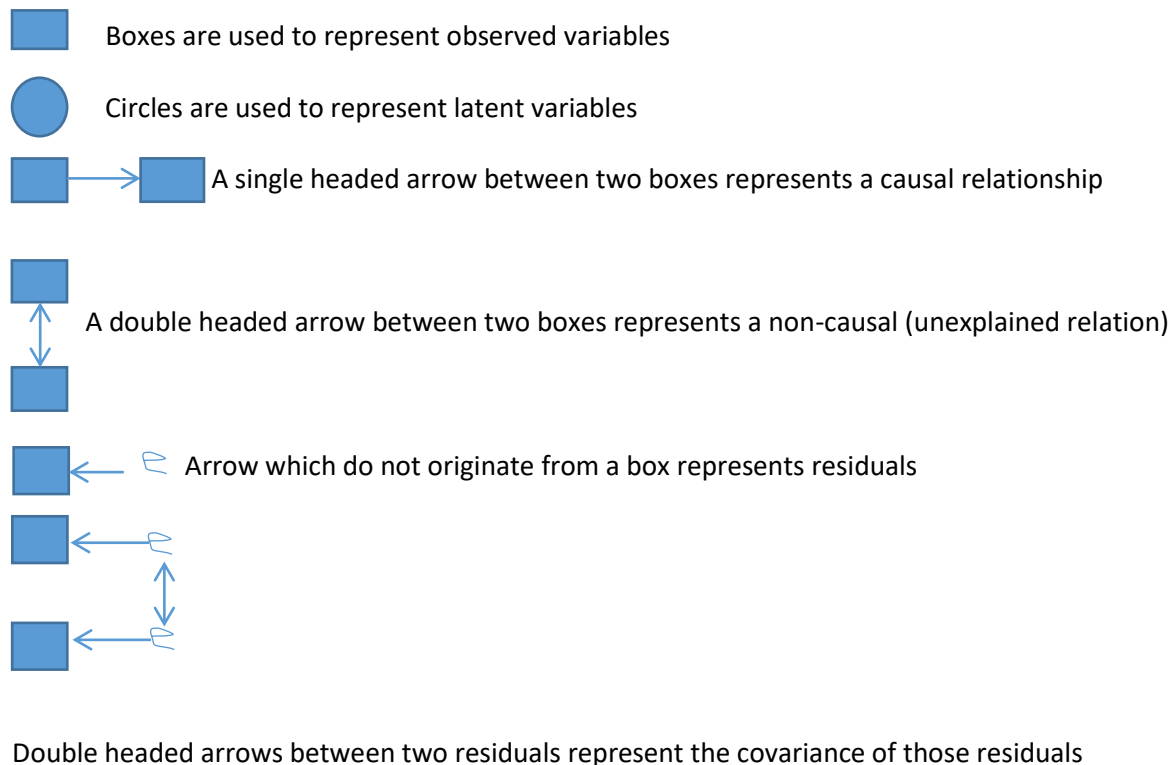 Boxes are used to represent observed variables
Circles are used to represent latent variables
A single headed arrow between two boxes represents a causal relationship
A double headed arrow between two boxes represents a non-causal (unexplained relation)
e Arrow which do not originate from a box represents residuals
e
e
Double headed arrows between two residuals represent the covariance of those residuals